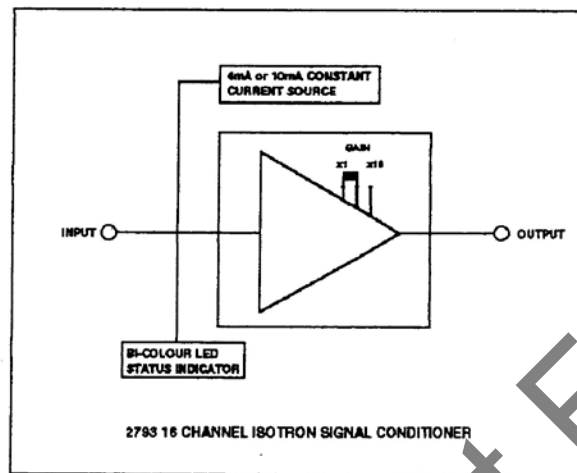 4mA or 10mA CONSTANT
CURRENT SOURCE
GAIN
X1 X10
INPUT
OUTPUT
BI-COLOUR LED
STATUS INDICATOR
2793 16 CHANNEL ISOTRON SIGNAL CONDITIONER